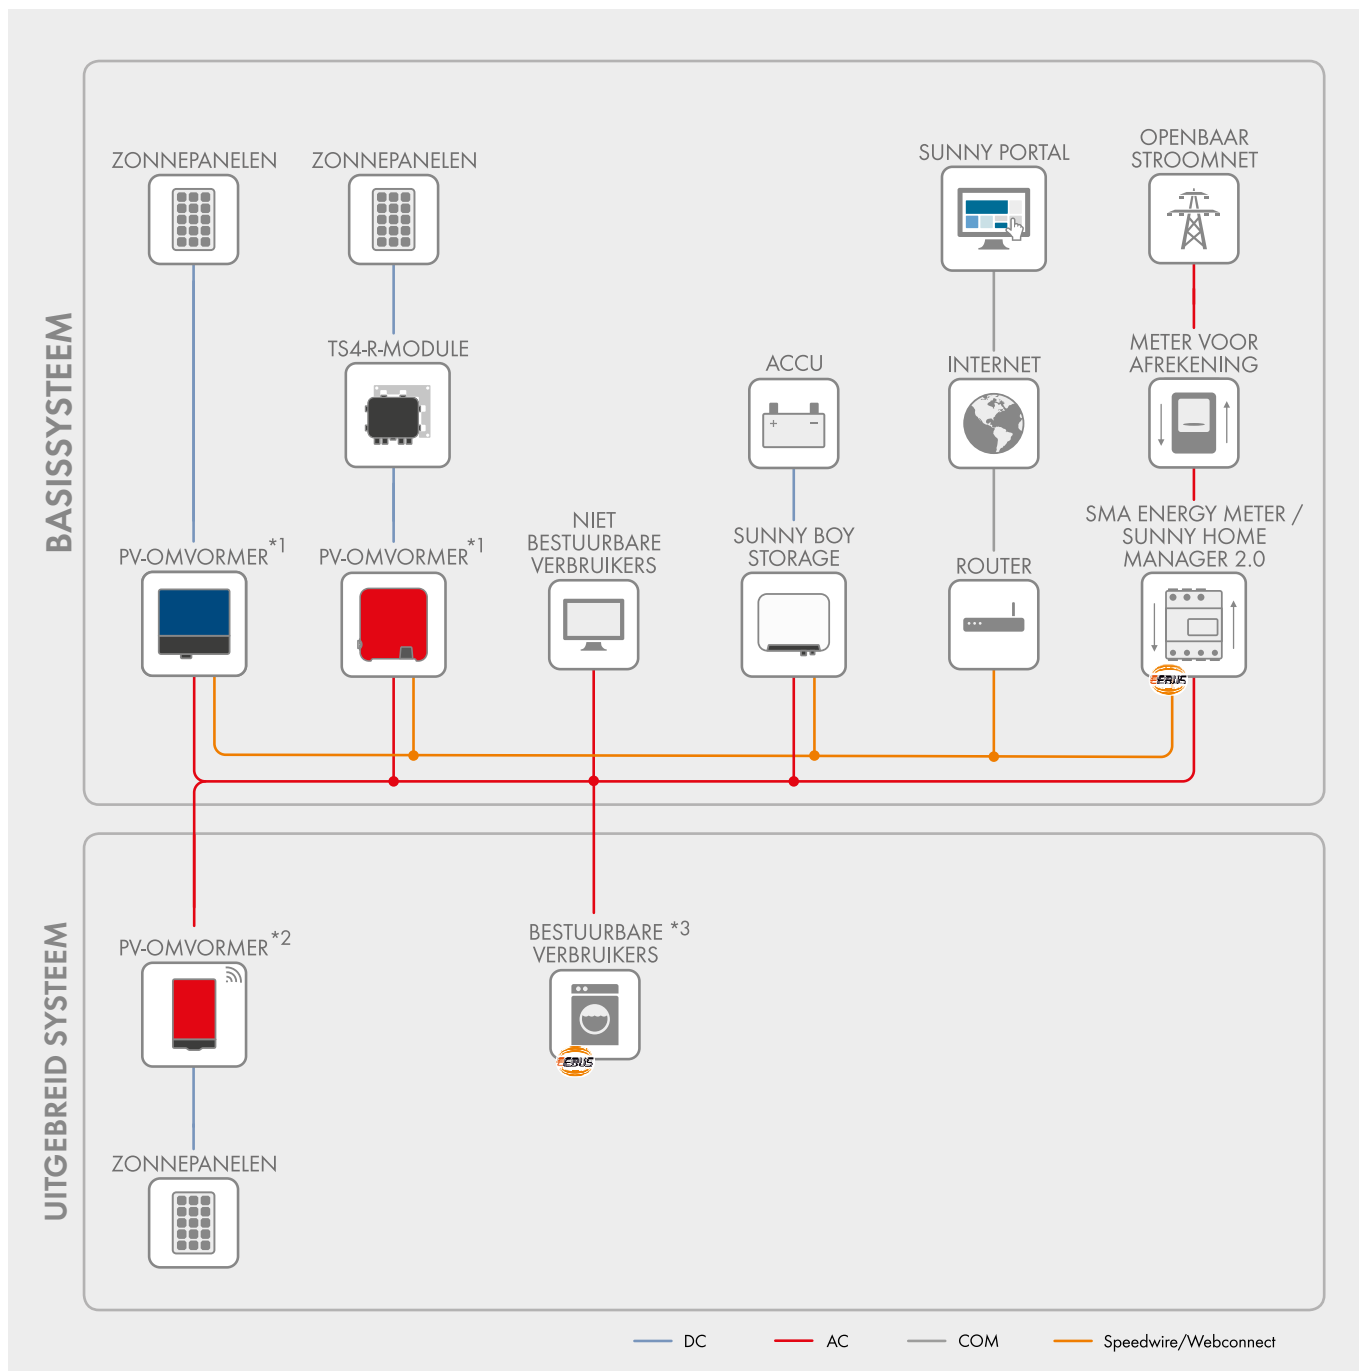 BASISSYSTEEM
ZONNEPANELEN
ZONNEPANELEN
SUNNY PORTAL
OPENBAAR
STROOMNET
TS4-R-MODULE
ACCU
INTERNET
METER VOOR
AFREKENING
PV-OMVORMER*1
PV-OMVORMER*1
NIET
BESTUURBARE
VERBRUIKERS
SUNNY BOY
STORAGE
ROUTER
SMA ENERGY METER /
SUNNY HOME
MANAGER 2.0
EEBUS
UITGEBREID SYSTEEM
PV-OMVORMER*2
BESTUURBARE *3
VERBRUIKERS
EEBUS
ZONNEPANELEN
DC
AC
COM
Speedwire/Webconnect